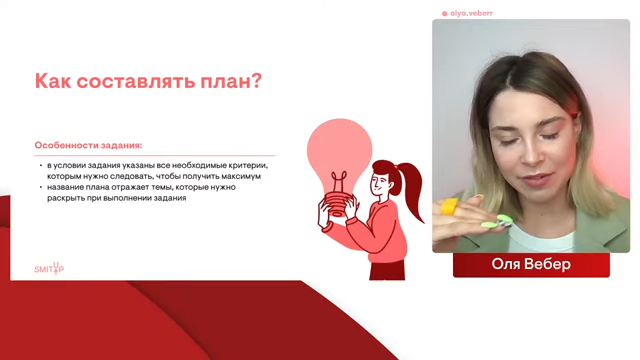 olya.veberr
Как составлять план?
Особенности задания:
• в условии задания указаны все необходимые критерии,
которым нужно следовать, чтобы получить максимум
• название плана отражает темы, которые нужно
раскрыть при выполнении задания
SMITUP
Оля Вебер